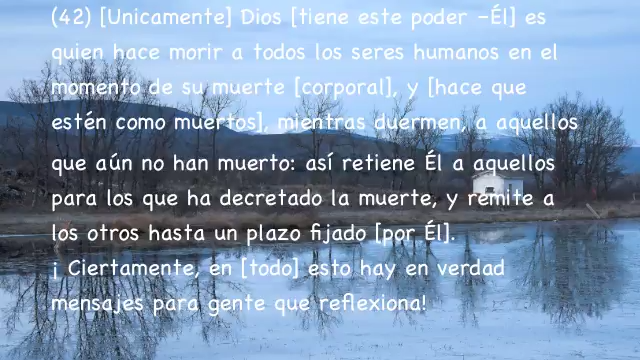 (42) [Unicamente] Dios [tiene este poder –Él] es
quien hace morir a todos los seres humanos en el
momento de su muerte [corporal], y [hace que
estén como muertos], mientras duermen, a aquellos
que aún no han muerto: así retiene Él a aquellos
para los que ha decretado la muerte, y remite a
los otros hasta un plazo fijado [por Él].
¡ Ciertamente, en [todo] esto hay en verdad
mensajes para gente que reflexiona!